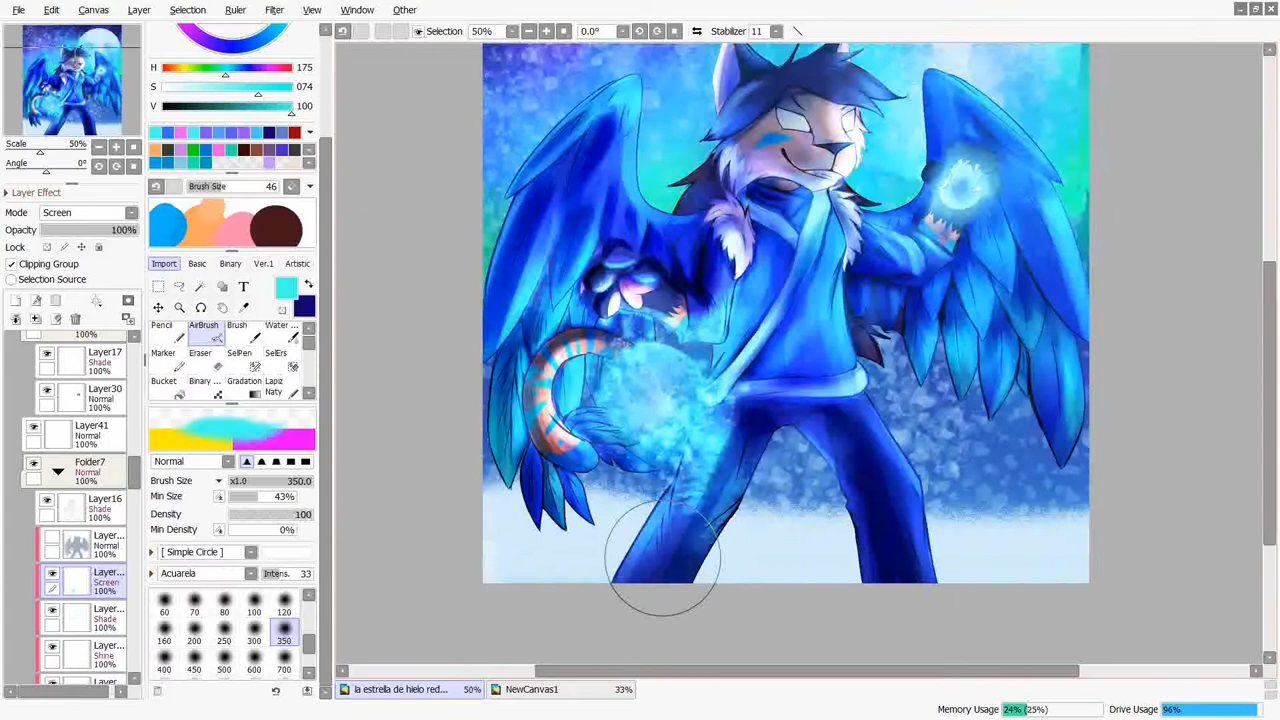 File Edit Canvas Layer Selection Ruler Filter View Window Other
Selection 50% 0.0° Stabilizer 11
H 175
S 074
V 100
Scale 50%
Angle 0°
Layer Effect
Mode Screen
Opacity 100%
Lock
Clipping Group
Selection Source
100%
Layer17
Shade
100%
Layer30
Normal
100%
Layer41
Normal
100%
Folder7
Normal
100%
Layer16
Shade
100%
Layer...
Normal
100%
Layer...
Screen
100%
Layer...
Shade
100%
Layer...
Shine
100%
Layer...
Brush Size 46
Import Basic Binary Ver.1 Artistic
T
Pencil AirBrush Brush Water ...
Marker Eraser SelPen SelErs
Bucket Binary ... Gradation Lapiz Naty
Normal
Brush Size x1.0 350.0
Min Size 43%
Density 100
Min Density 0%
[ Simple Circle ]
Acuarela Intens. 33
60 70 80 100 120
160 200 250 300 350
400 450 500 600 700
la estrella de hielo red... 50% NewCanvas1 33%
Memory Usage 24% (25%) Drive Usage 96%